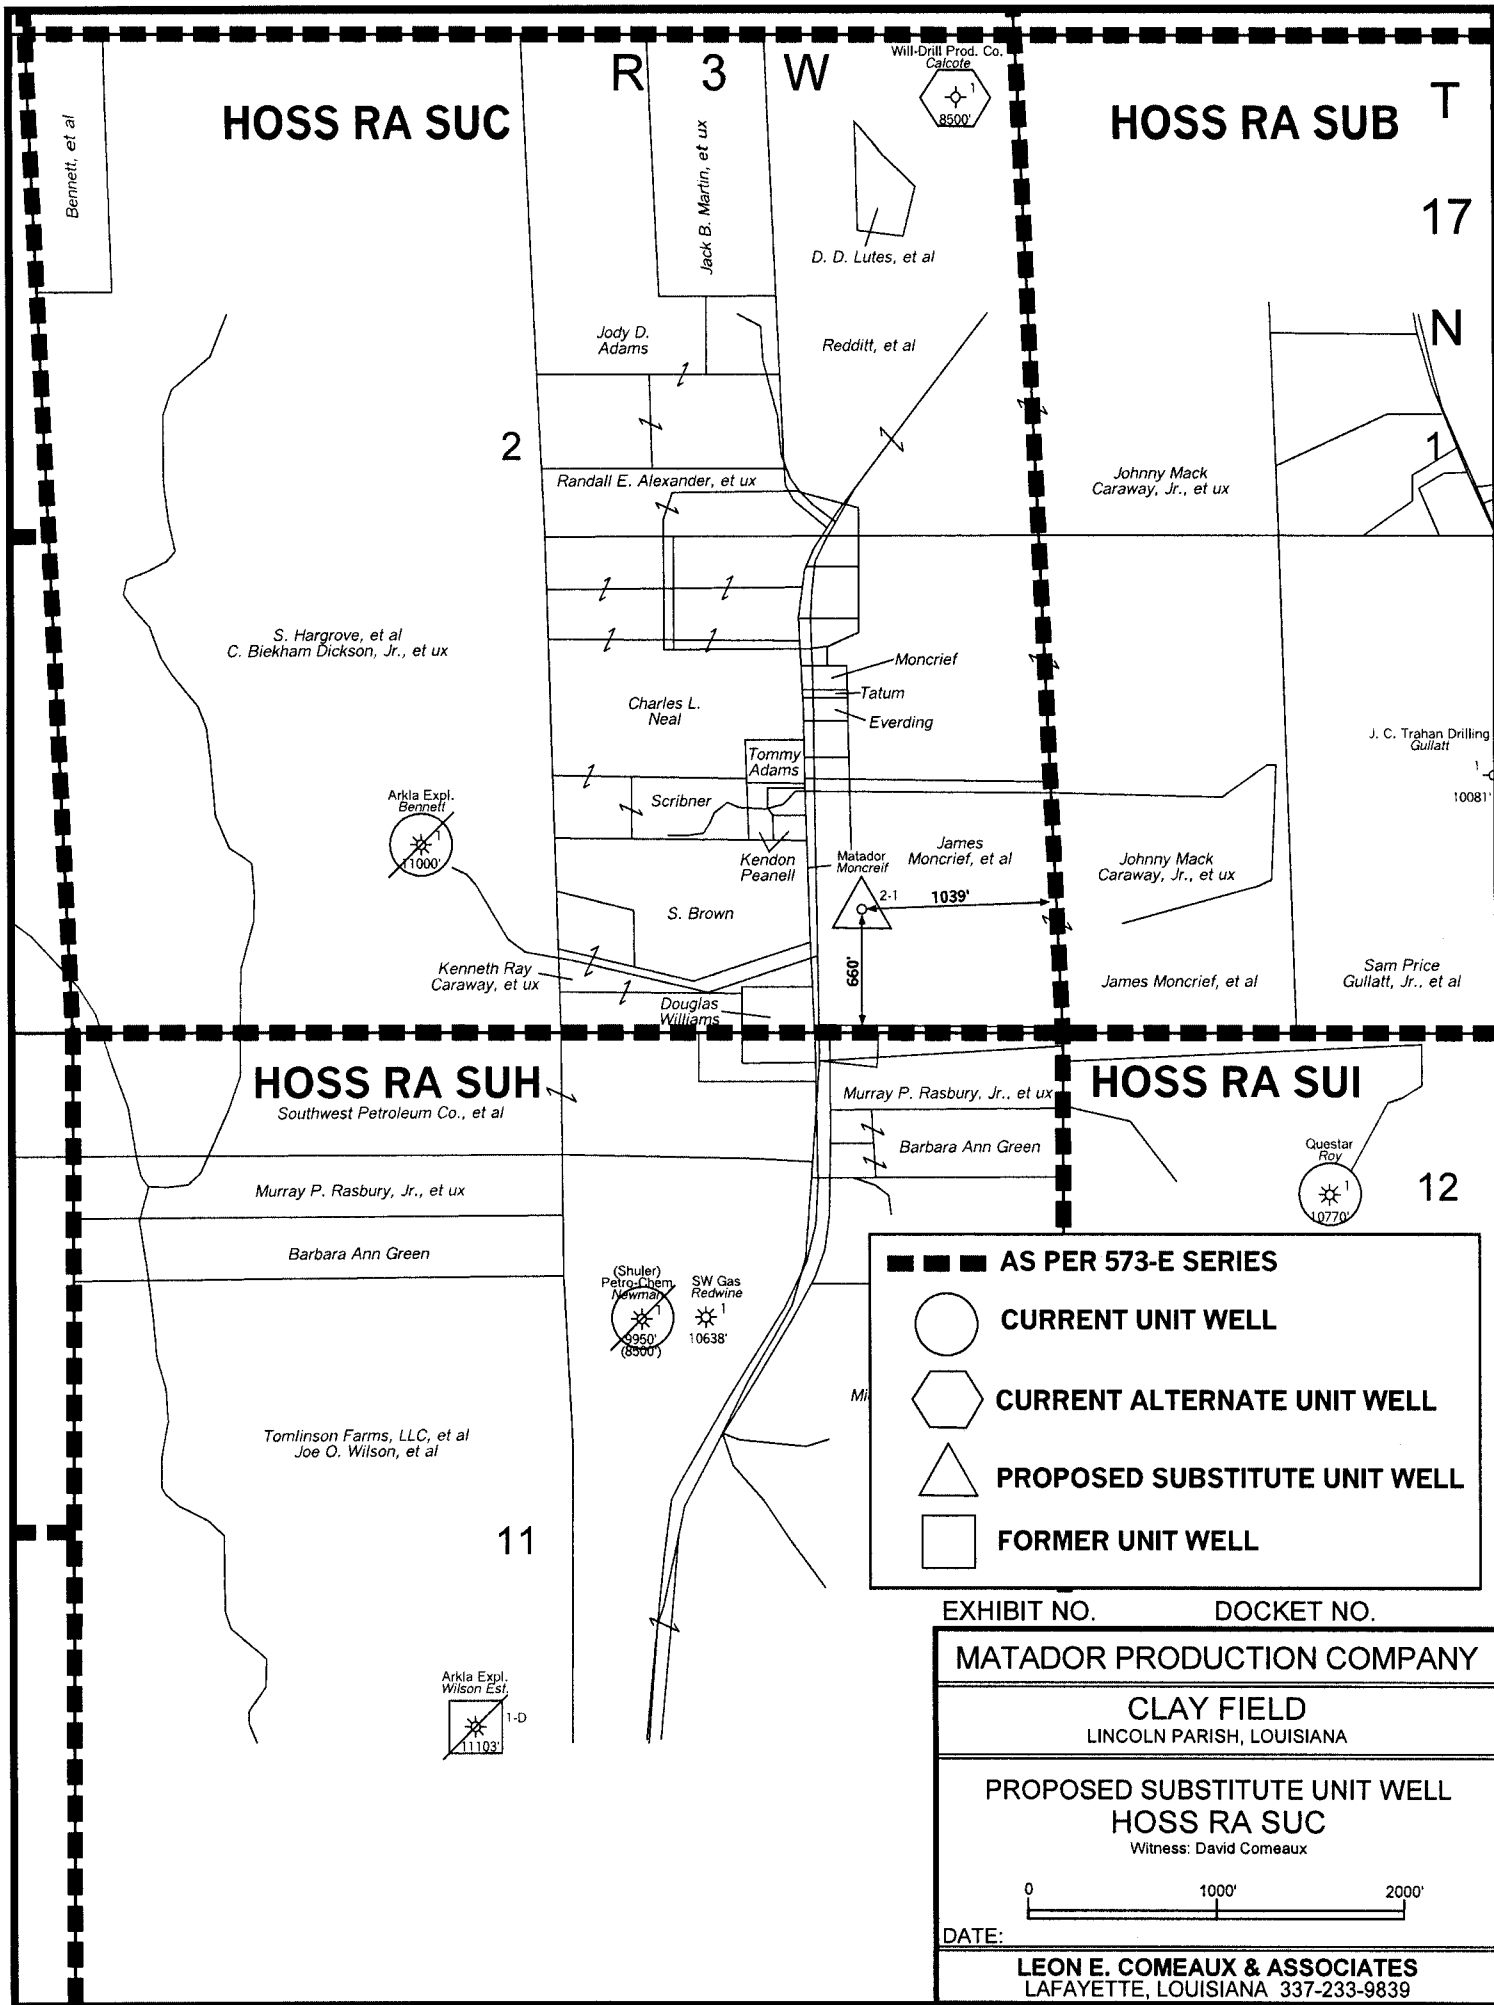 R 3 W
T
17
N
HOSS RA SUC
HOSS RA SUB
Will-Drill Prod. Co.
Calcote
1
8500'
Bennett, et al
Jack B. Martin, et ux
D. D. Lutes, et al
Jody D.
Adams
Redditt, et al
2
1
Randall E. Alexander, et ux
Johnny Mack
Caraway, Jr., et ux
S. Hargrove, et al
C. Biekham Dickson, Jr., et ux
Moncrief
Tatum
Everding
Charles L.
Neal
J. C. Trahan Drilling
Gullatt
1
10081'
Tommy
Adams
Scribner
Arkla Expl.
Bennett
1
11000'
Kendon
Peanell
Matador
Moncreif
2-1
James
Moncrief, et al
1039'
Johnny Mack
Caraway, Jr., et ux
S. Brown
660'
Kenneth Ray
Caraway, et ux
James Moncrief, et al
Sam Price
Gullatt, Jr., et al
Douglas
Williams
HOSS RA SUH
Southwest Petroleum Co., et al
HOSS RA SUI
Murray P. Rasbury, Jr., et ux
Barbara Ann Green
Questar
Roy
1
10770'
12
Murray P. Rasbury, Jr., et ux
Barbara Ann Green
(Shuler)
Petro-Chem
Newman
1
9950'
(8500')
SW Gas
Redwine
1
10638'
Mi
Tomlinson Farms, LLC, et al
Joe O. Wilson, et al
11
Arkla Expl.
Wilson Est.
1-D
11103'
AS PER 573-E SERIES
CURRENT UNIT WELL
CURRENT ALTERNATE UNIT WELL
PROPOSED SUBSTITUTE UNIT WELL
FORMER UNIT WELL
EXHIBIT NO. DOCKET NO.
MATADOR PRODUCTION COMPANY
CLAY FIELD
LINCOLN PARISH, LOUISIANA
PROPOSED SUBSTITUTE UNIT WELL
HOSS RA SUC
Witness: David Comeaux
0 1000' 2000'
DATE:
LEON E. COMEAUX & ASSOCIATES
LAFAYETTE, LOUISIANA 337-233-9839